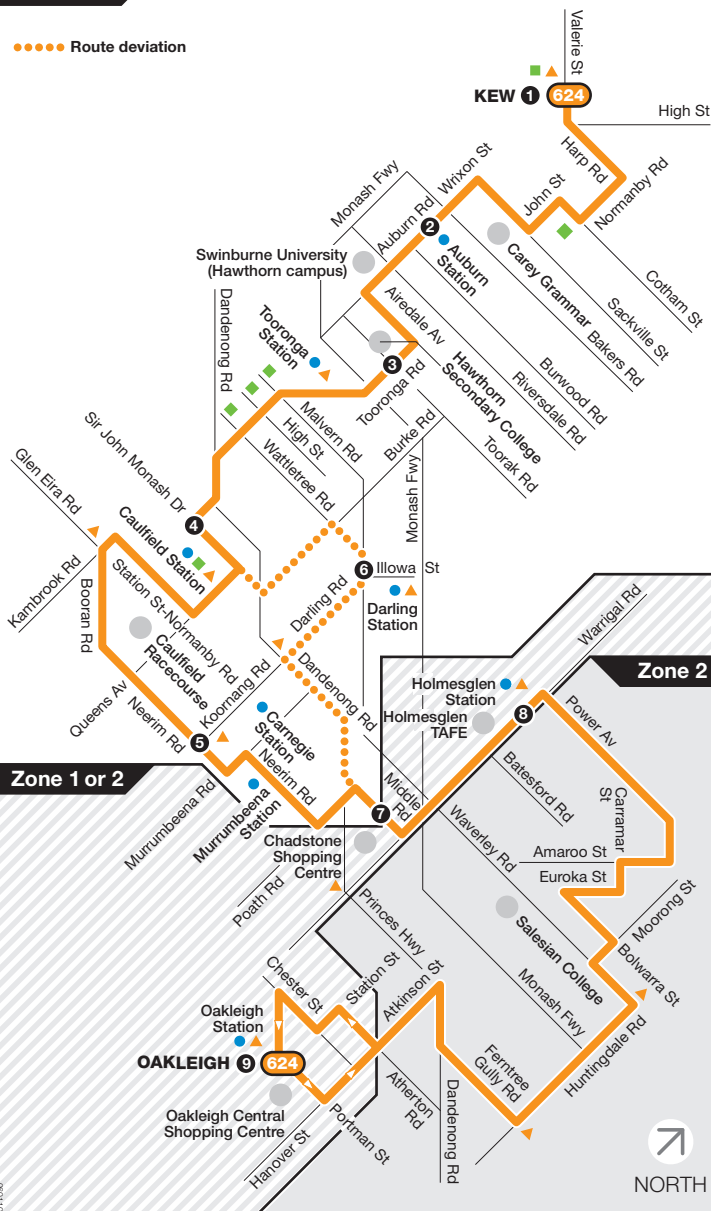 Route deviation
Valerie St
KEW 1 624
High St
Harp Rd
Normanby Rd
John St
Wrixon St
Monash Fwy
Auburn Rd
2
Auburn
Station
Carey Grammar
Cotham St
Sackville St
Bakers Rd
Burwood Rd
Riversdale Rd
Swinburne University
(Hawthorn campus)
Airedale Av
Hawthorn
Secondary College
3
Tooronga Rd
Toorak Rd
Tooronga
Station
Dandenong Rd
Malvern Rd
High St
Wattletree Rd
Burke Rd
Monash Fwy
Sir John Monash Dr
Glen Eira Rd
4
Caulfield Station
Kambrook Rd
Booran Rd
Station St-Normanby Rd
Caulfield
Racecourse
Queens Av
Neerim Rd
Koornang Rd
Darling Rd
6
Illowa St
Darling
Station
Dandenong Rd
Carnegie
Station
5
Neerim Rd
Murrumbeena Rd
Murrumbeena
Station
Zone 1 or 2
Zone 2
Warrigal Rd
Holmesglen
Station
Holmesglen
TAFE
8
Power Av
Batesford Rd
Carramar
St
Middle
Rd
7
Waverley Rd
Amaroo St
Euroka St
Moorong St
Bolwarra St
Chadstone
Shopping
Centre
Poath Rd
Princes Hwy
Salesian College
Monash Fwy
Huntingdale Rd
Ferntree
Gully Rd
Chester St
Station St
Atkinson St
Oakleigh
Station
OAKLEIGH 9 624
Oakleigh Central
Shopping Centre
Hanover St
Portman St
Atherton
Rd
Dandenong Rd
NORTH